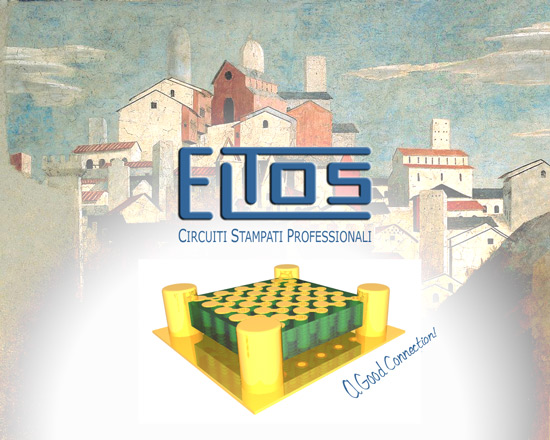 ELTOS
CIRCUITI STAMPATI PROFESSIONALI
a Good Connection!